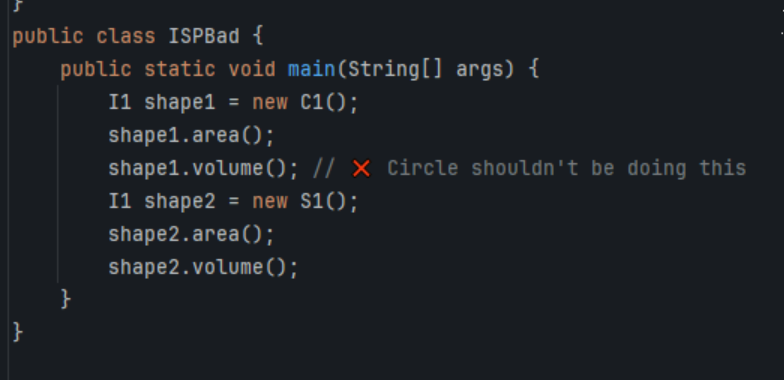 }
public class ISPBad {
    public static void main(String[] args) {
        I1 shape1 = new C1();
        shape1.area();
        shape1.volume(); // ❌ Circle shouldn't be doing this
        I1 shape2 = new S1();
        shape2.area();
        shape2.volume();
    }
}